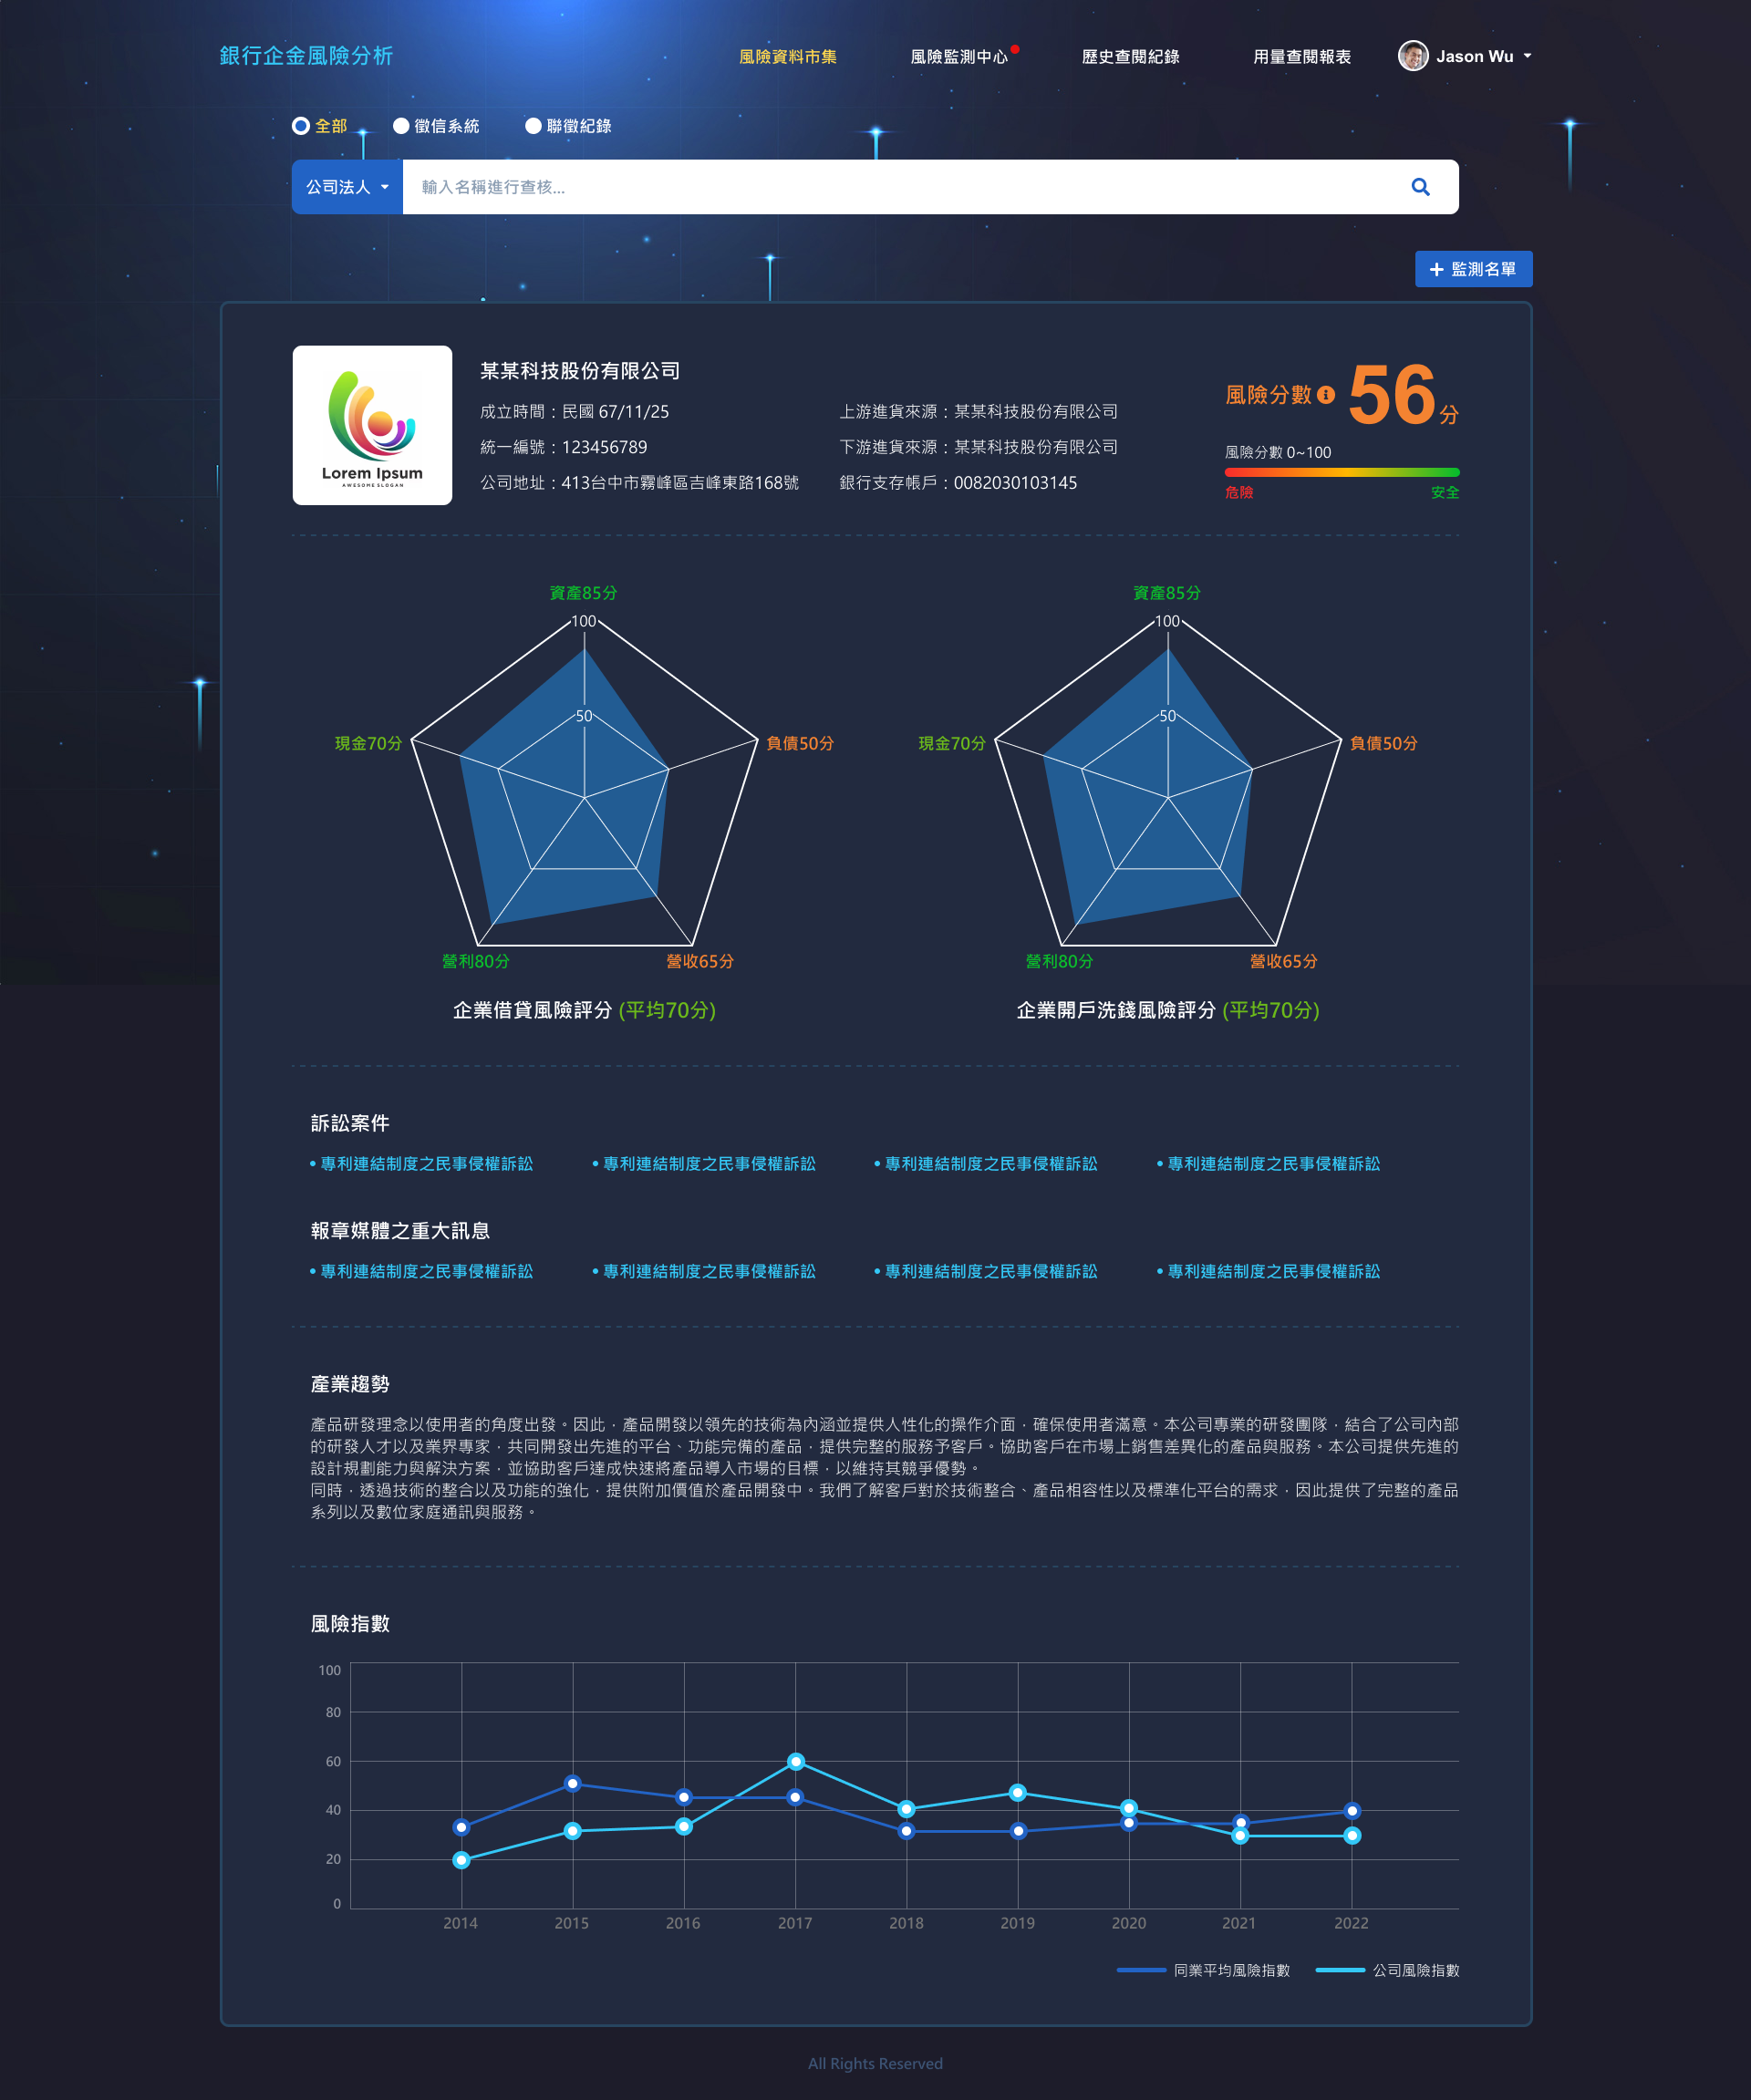 銀行企金風險分析
風險資料市集
風險監測中心
歷史查閱紀錄
用量查閱報表
Jason Wu
全部
徵信系統
聯徵紀錄
公司法人
輸入名稱進行查核...
監測名單
Lorem Ipsum
AWESOME SLOGAN
某某科技股份有限公司
成立時間：民國 67/11/25
統一編號：123456789
公司地址：413台中市霧峰區吉峰東路168號
上游進貨來源：某某科技股份有限公司
下游進貨來源：某某科技股份有限公司
銀行支存帳戶：0082030103145
風險分數 56分
風險分數 0~100
危險
安全
資產85分
100
50
現金70分
負債50分
營利80分
營收65分
企業借貸風險評分 (平均70分)
資產85分
100
50
現金70分
負債50分
營利80分
營收65分
企業開戶洗錢風險評分 (平均70分)
訴訟案件
• 專利連結制度之民事侵權訴訟
• 專利連結制度之民事侵權訴訟
• 專利連結制度之民事侵權訴訟
• 專利連結制度之民事侵權訴訟
報章媒體之重大訊息
• 專利連結制度之民事侵權訴訟
• 專利連結制度之民事侵權訴訟
• 專利連結制度之民事侵權訴訟
• 專利連結制度之民事侵權訴訟
產業趨勢
產品研發理念以使用者的角度出發。因此，產品開發以領先的技術為內涵並提供人性化的操作介面，確保使用者滿意。本公司專業的研發團隊，結合了公司內部
的研發人才以及業界專家，共同開發出先進的平台、功能完備的產品，提供完整的服務予客戶。協助客戶在市場上銷售差異化的產品與服務。本公司提供先進的
設計規劃能力與解決方案，並協助客戶達成快速將產品導入市場的目標，以維持其競爭優勢。
同時，透過技術的整合以及功能的強化，提供附加價值於產品開發中。我們了解客戶對於技術整合、產品相容性以及標準化平台的需求，因此提供了完整的產品
系列以及數位家庭通訊與服務。
風險指數
100
80
60
40
20
0
2014
2015
2016
2017
2018
2019
2020
2021
2022
同業平均風險指數
公司風險指數
All Rights Reserved